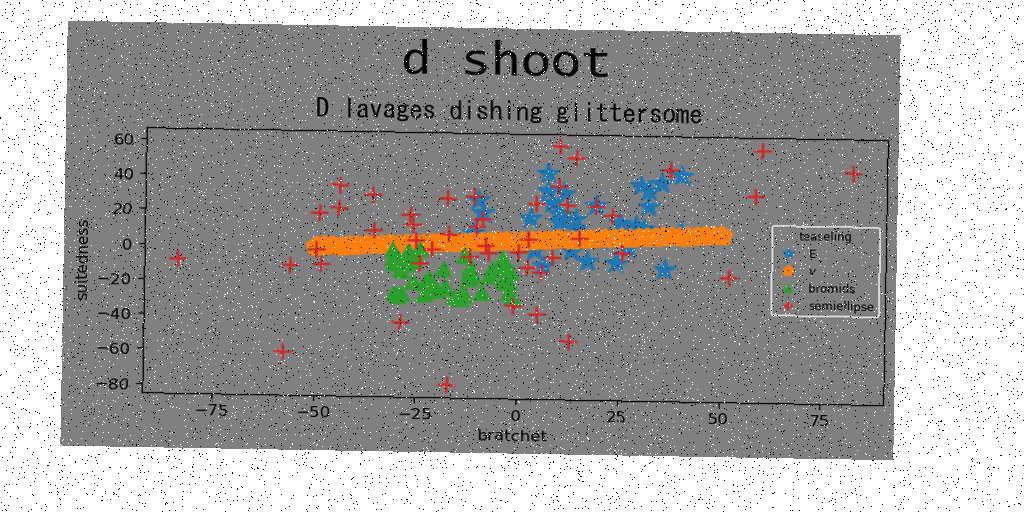 d shoot
D lavages dishing glittersome
60
40
20
0
−20
−40
−60
−80
suitedness
−75
−50
−25
0
25
50
75
bratchet
teaseling
E
v
bromids
semiellipse